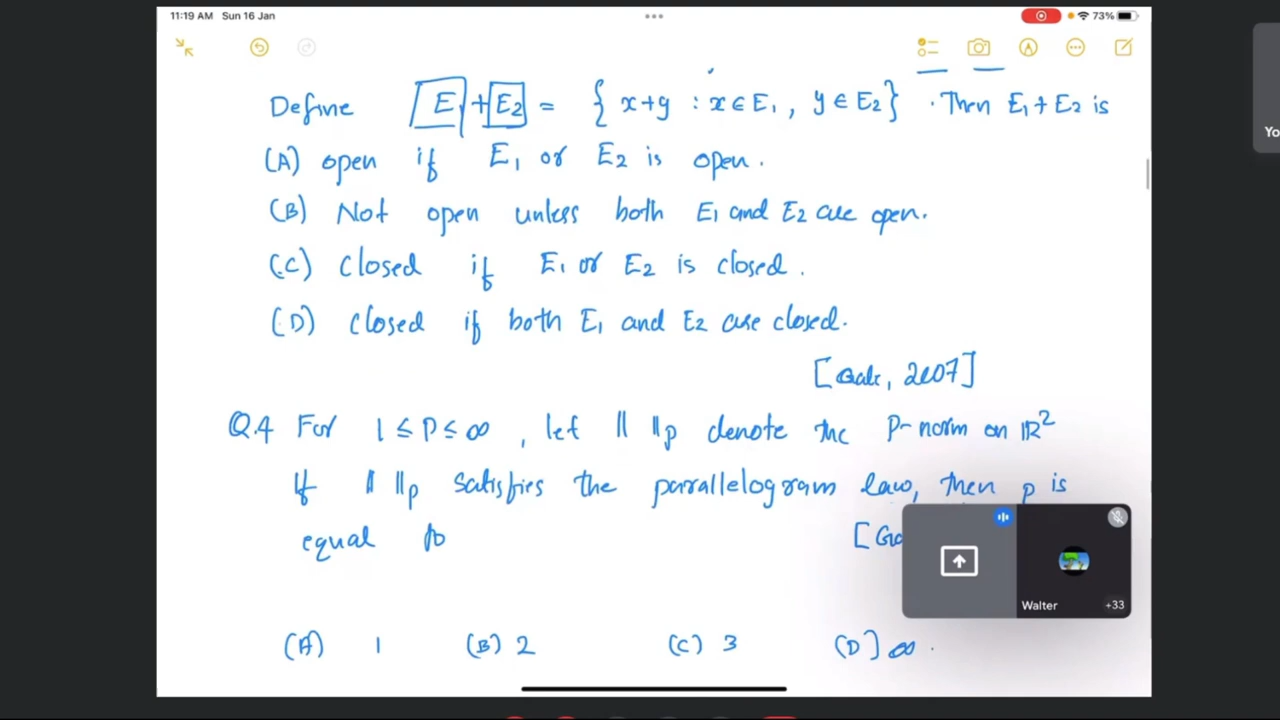 11:19 AM Sun 16 Jan
73%
Define E1 + E2 = { x+y : x ∈ E1 , y ∈ E2 } . Then E1 + E2 is
(A) open if E1 or E2 is open.
(B) Not open unless both E1 and E2 are open.
(C) closed if E1 or E2 is closed.
(D) closed if both E1 and E2 are closed.
[Gate, 2007]
Q.4 For 1 ≤ P ≤ ∞ , let || ||p denote the P-norm on ℝ²
If || ||p satisfies the parallelogram law, then p is
equal to
(A) 1 (B) 2 (C) 3 (D) ∞ .
Walter +33
Yo